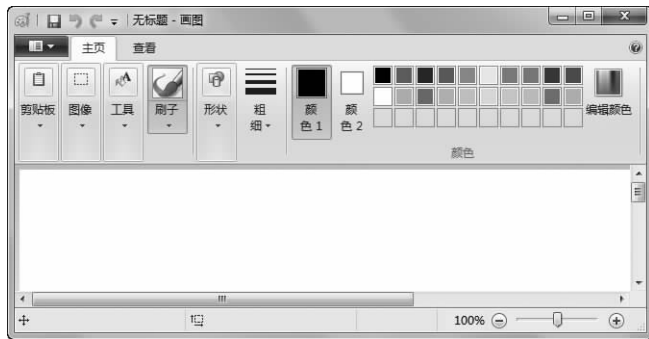 无标题 - 画图
主页 查看
剪贴板 图像 工具 刷子 形状 粗细 颜色 1 颜色 2 编辑颜色
颜色
100%